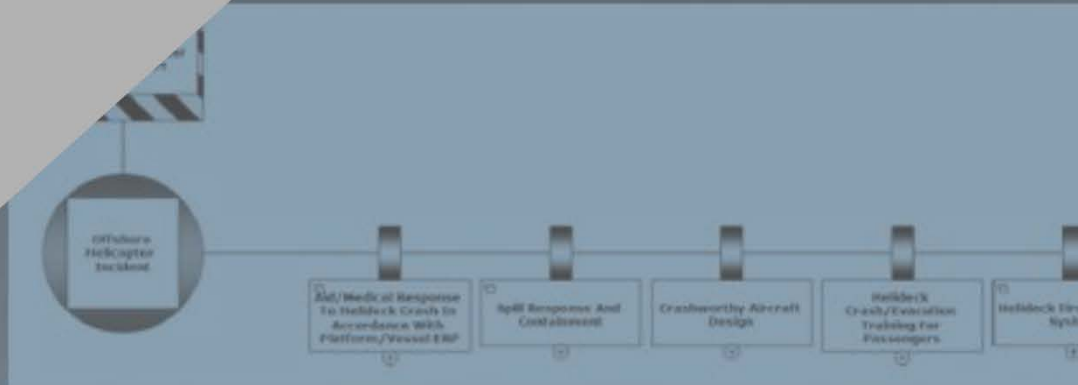 Offshore
Helicopter
Incident
Aid/Medical Response
To Helideck Crash In
Accordance With
Platform/Vessel ERP
Spill Response And
Containment
Crashworthy Aircraft
Design
Helideck
Crash/Evacuation
Training For
Passengers
Helideck